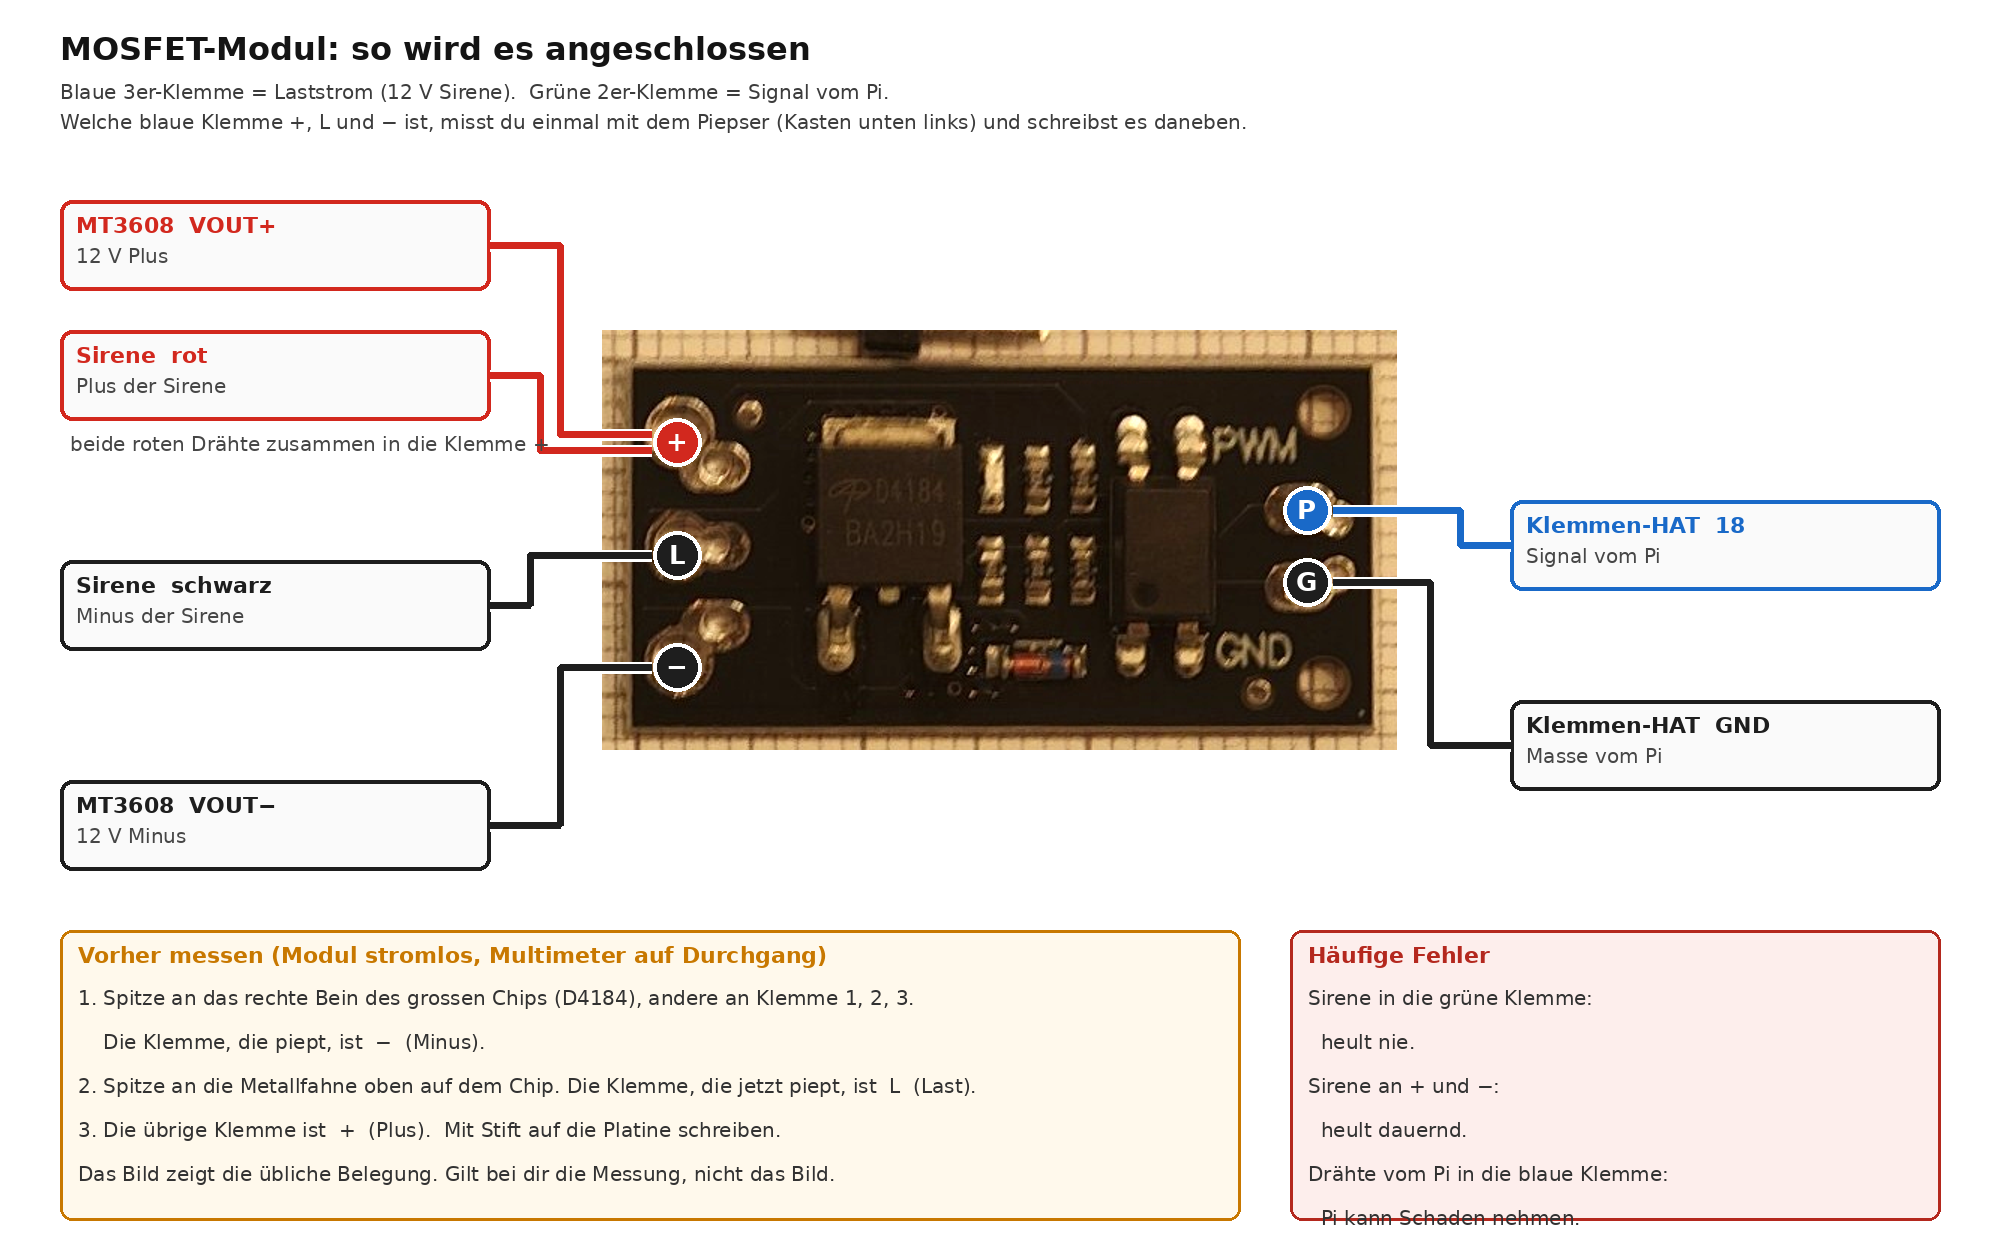 MOSFET-Modul: so wird es angeschlossen
Blaue 3er-Klemme = Laststrom (12 V Sirene).  Grüne 2er-Klemme = Signal vom Pi.
Welche blaue Klemme +, L und − ist, misst du einmal mit dem Piepser (Kasten unten links) und schreibst es daneben.
MT3608  VOUT+
12 V Plus
Sirene  rot
Plus der Sirene
beide roten Drähte zusammen in die Klemme +
Sirene  schwarz
Minus der Sirene
MT3608  VOUT−
12 V Minus
+
L
−
D4184
BA2H19
PWM
P
G
GND
Klemmen-HAT  18
Signal vom Pi
Klemmen-HAT  GND
Masse vom Pi
Vorher messen (Modul stromlos, Multimeter auf Durchgang)
1. Spitze an das rechte Bein des grossen Chips (D4184), andere an Klemme 1, 2, 3.
Die Klemme, die piept, ist  −  (Minus).
2. Spitze an die Metallfahne oben auf dem Chip. Die Klemme, die jetzt piept, ist  L  (Last).
3. Die übrige Klemme ist  +  (Plus).  Mit Stift auf die Platine schreiben.
Das Bild zeigt die übliche Belegung. Gilt bei dir die Messung, nicht das Bild.
Häufige Fehler
Sirene in die grüne Klemme:
heult nie.
Sirene an + und −:
heult dauernd.
Drähte vom Pi in die blaue Klemme:
Pi kann Schaden nehmen.